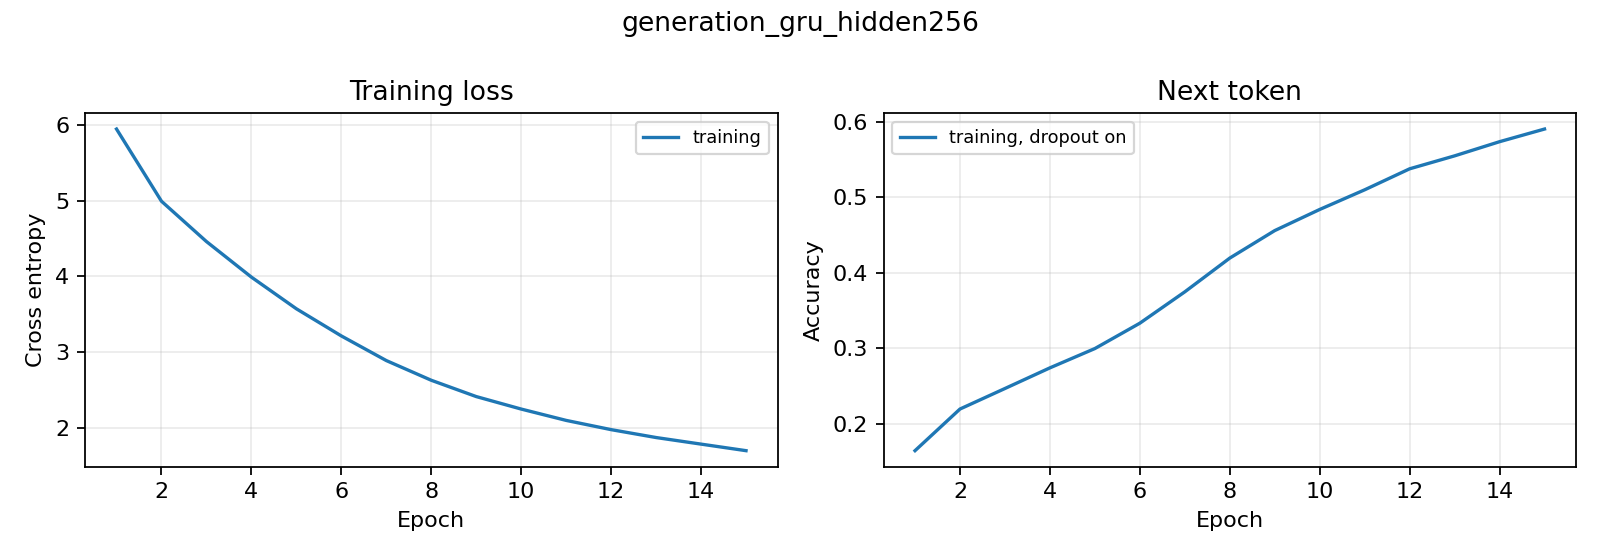 generation_gru_hidden256
Training loss
Cross entropy
6
5
4
3
2
training
2 4 6 8 10 12 14
Epoch
Next token
Accuracy
0.6
0.5
0.4
0.3
0.2
training, dropout on
2 4 6 8 10 12 14
Epoch